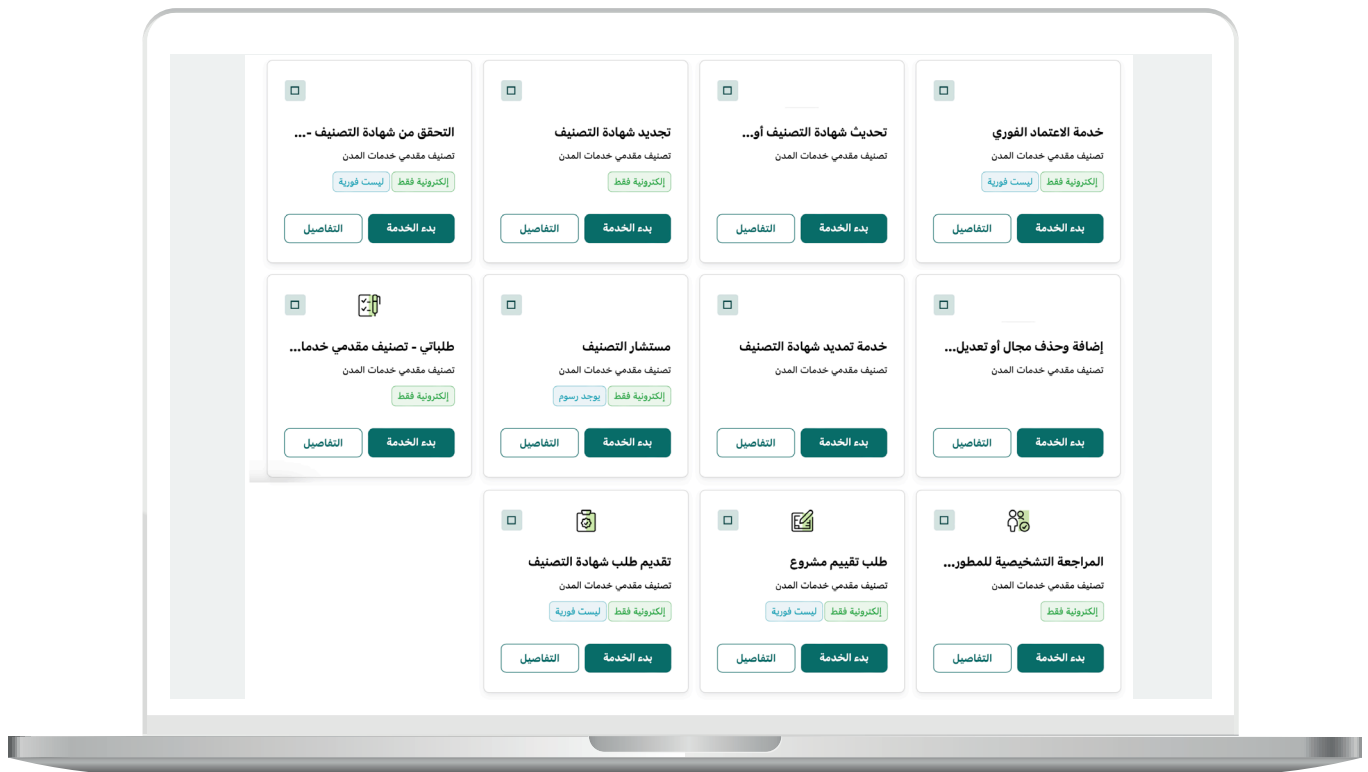 خدمة الاعتماد الفوري
تصنيف مقدمي خدمات المدن
إلكترونية فقط
ليست فورية
بدء الخدمة
التفاصيل
تحديث شهادة التصنيف أو...
تصنيف مقدمي خدمات المدن
بدء الخدمة
التفاصيل
تجديد شهادة التصنيف
تصنيف مقدمي خدمات المدن
إلكترونية فقط
بدء الخدمة
التفاصيل
التحقق من شهادة التصنيف -...
تصنيف مقدمي خدمات المدن
إلكترونية فقط
ليست فورية
بدء الخدمة
التفاصيل
إضافة وحذف مجال أو تعديل...
تصنيف مقدمي خدمات المدن
بدء الخدمة
التفاصيل
خدمة تمديد شهادة التصنيف
تصنيف مقدمي خدمات المدن
بدء الخدمة
التفاصيل
مستشار التصنيف
تصنيف مقدمي خدمات المدن
إلكترونية فقط
يوجد رسوم
بدء الخدمة
التفاصيل
طلباتي - تصنيف مقدمي خدما...
تصنيف مقدمي خدمات المدن
إلكترونية فقط
بدء الخدمة
التفاصيل
المراجعة التشخيصية للمطور...
تصنيف مقدمي خدمات المدن
إلكترونية فقط
بدء الخدمة
التفاصيل
طلب تقييم مشروع
تصنيف مقدمي خدمات المدن
إلكترونية فقط
ليست فورية
بدء الخدمة
التفاصيل
تقديم طلب شهادة التصنيف
تصنيف مقدمي خدمات المدن
إلكترونية فقط
ليست فورية
بدء الخدمة
التفاصيل